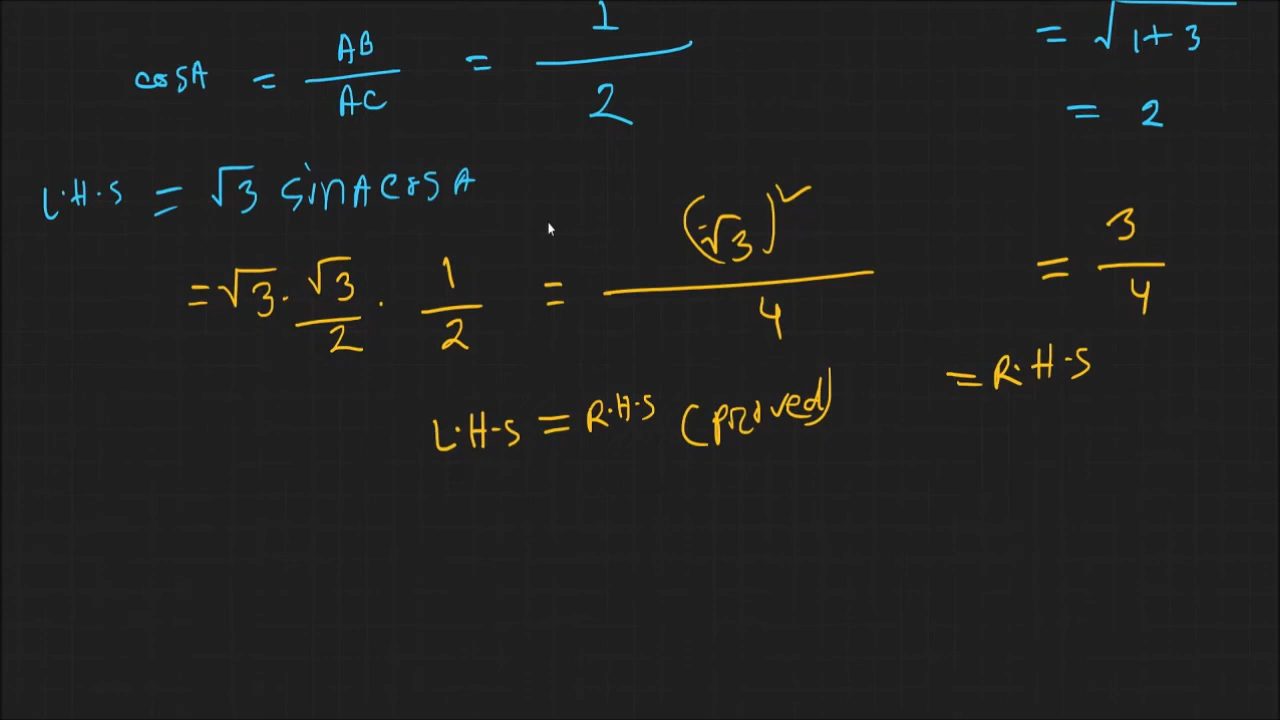 cosA = AB/AC = 1/2
= √1+3
= 2
L.H.S = √3 sinA cosA
= √3 . √3/2 . 1/2 = (√3)²/4 = 3/4
= R.H.S
L.H.S = R.H.S (proved)